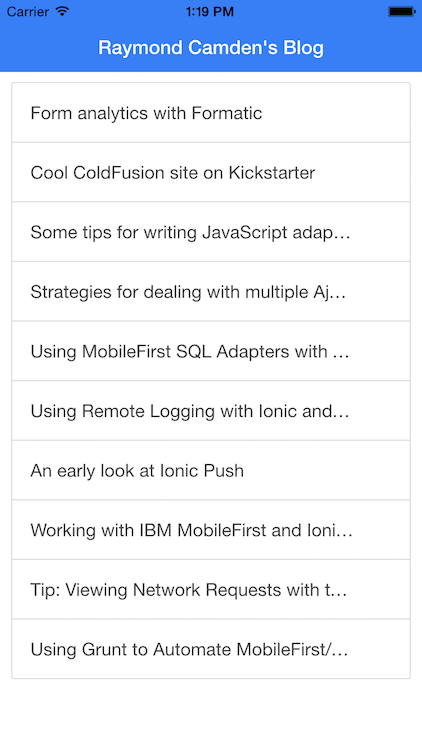 Carrier 1:19 PM
Raymond Camden's Blog
Form analytics with Formatic
Cool ColdFusion site on Kickstarter
Some tips for writing JavaScript adap…
Strategies for dealing with multiple Aj…
Using MobileFirst SQL Adapters with …
Using Remote Logging with Ionic and…
An early look at Ionic Push
Working with IBM MobileFirst and Ioni…
Tip: Viewing Network Requests with t…
Using Grunt to Automate MobileFirst/…